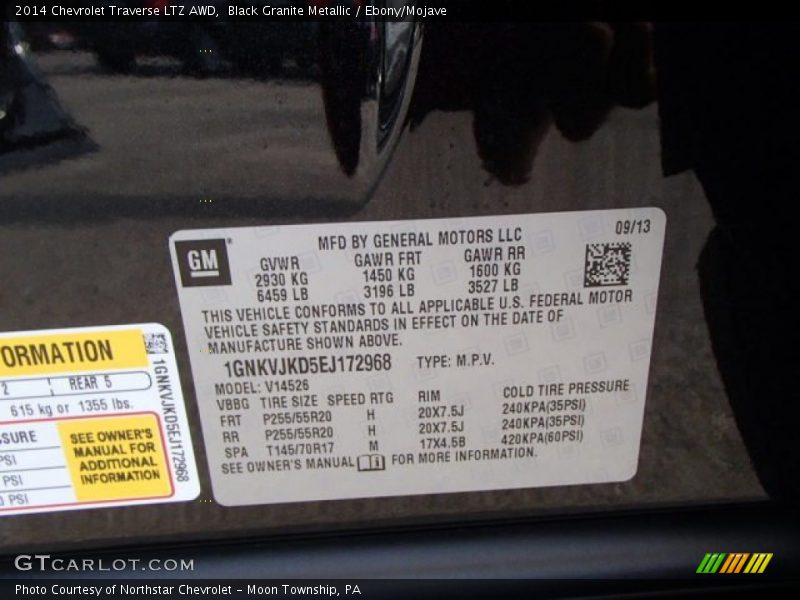 2014 Chevrolet Traverse LTZ AWD, Black Granite Metallic / Ebony/Mojave
GM
MFD BY GENERAL MOTORS LLC 09/13
GVWR GAWR FRT GAWR RR
2930 KG 1450 KG 1600 KG
6459 LB 3196 LB 3527 LB
THIS VEHICLE CONFORMS TO ALL APPLICABLE U.S. FEDERAL MOTOR
VEHICLE SAFETY STANDARDS IN EFFECT ON THE DATE OF
MANUFACTURE SHOWN ABOVE.
1GNKVJKD5EJ172968 TYPE: M.P.V.
MODEL: V14526
VBBG TIRE SIZE SPEED RTG RIM COLD TIRE PRESSURE
FRT P255/55R20 H 20X7.5J 240KPA(35PSI)
RR P255/55R20 H 20X7.5J 240KPA(35PSI)
SPA T145/70R17 M 17X4.5B 420KPA(60PSI)
SEE OWNER'S MANUAL FOR MORE INFORMATION.
ORMATION
2 REAR 5
615 kg or 1355 lbs.
SSURE
PSI
PSI
0 PSI
SEE OWNER'S
MANUAL FOR
ADDITIONAL
INFORMATION
1GNKVJKD5EJ172968
GTCARLOT.COM
Photo Courtesy of Northstar Chevrolet - Moon Township, PA